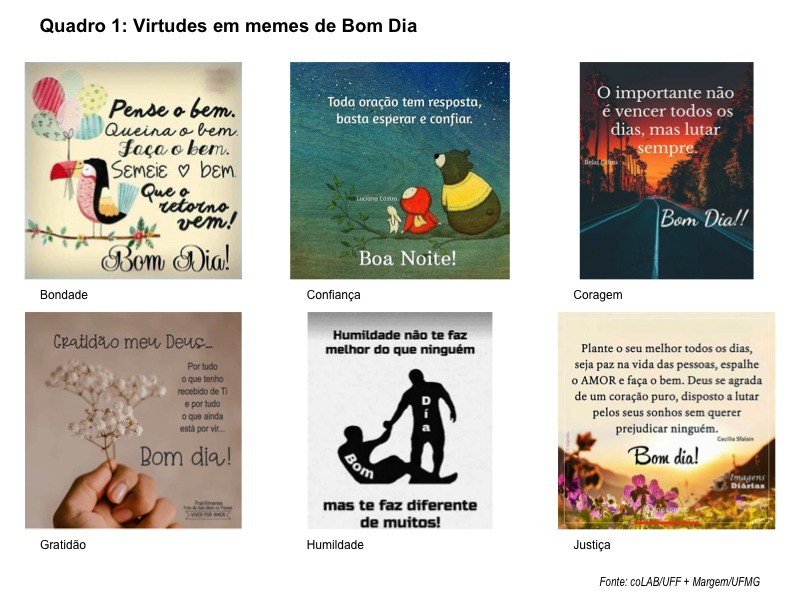 Quadro 1: Virtudes em memes de Bom Dia
Pense o bem.
Queira o bem.
Faça o bem.
SEMEIE ♡ BEM.
Que o
retorno
vem!
Bom Dia!
Bondade
Toda oração tem resposta,
basta esperar e confiar.
Luciana Castro
Boa Noite!
Confiança
O importante não
é vencer todos os
dias, mas lutar
sempre.
Bom Dia!!
Coragem
Gratidão meu Deus...
Por tudo
o que tenho
recebido de Ti
e por tudo
o que ainda
está por vir...
Bom dia!
VIVER POR AMOR
Gratidão
Humildade não te faz
melhor do que ninguém
Dia
Bom
mas te faz diferente
de muitos!
Humildade
Plante o seu melhor todos os dias,
seja paz na vida das pessoas, espalhe
o AMOR e faça o bem. Deus se agrada
de um coração puro, disposto a lutar
pelos seus sonhos sem querer
prejudicar ninguém.
Cecilia Sfalsin
Bom dia!
Imagens
Diárias
Justiça
Fonte: coLAB/UFF + Margem/UFMG